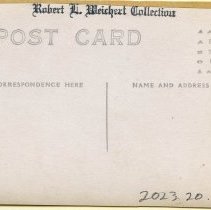 Robert L. Weichert Collection
POST CARD
CORRESPONDENCE HERE
NAME AND ADDRESS
2023.20.